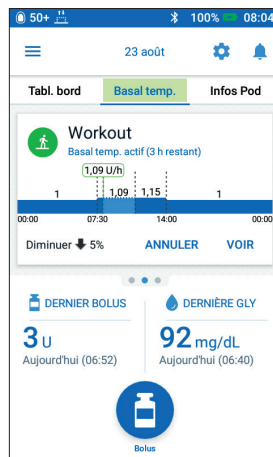 50+ 100% 08:04
23 août
Tabl. bord Basal temp. Infos Pod
Workout
Basal temp. actif (3 h restant)
1,09 U/h
1 1,09 1,15 1
00:00 07:30 14:00 00:00
Diminuer 5% ANNULER VOIR
DERNIER BOLUS DERNIÈRE GLY
3 U 92 mg/dL
Aujourd'hui (06:52) Aujourd'hui (06:40)
Bolus